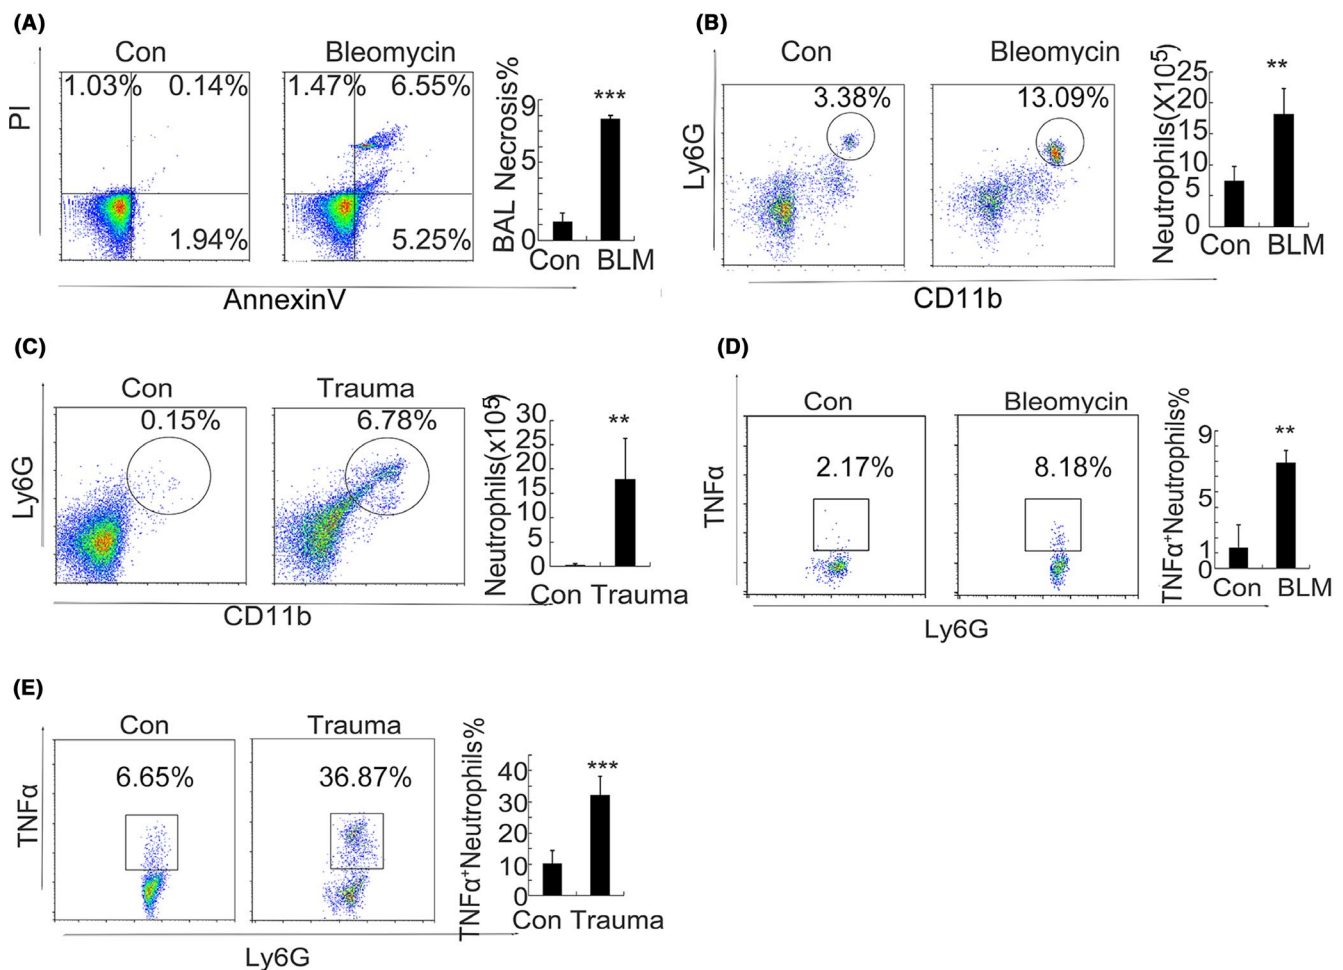 (A)
Con
Bleomycin
PI
1.03%
0.14%
1.94%
1.47%
6.55%
5.25%
AnnexinV
BAL Necrosis%
9
5
0
***
Con
BLM
(B)
Con
Bleomycin
Ly6G
3.38%
13.09%
CD11b
Neutrophils(X10⁵)
25
20
15
10
5
0
**
Con
BLM
(C)
Con
Trauma
Ly6G
0.15%
6.78%
CD11b
Neutrophils(x10⁵)
30
25
20
15
10
5
0
**
Con
Trauma
(D)
Con
Bleomycin
TNFα
2.17%
8.18%
Ly6G
TNFα⁺Neutrophils%
9
5
1
0
**
Con
BLM
(E)
Con
Trauma
TNFα
6.65%
36.87%
Ly6G
TNFα⁺Neutrophils%
40
30
20
10
0
***
Con
Trauma